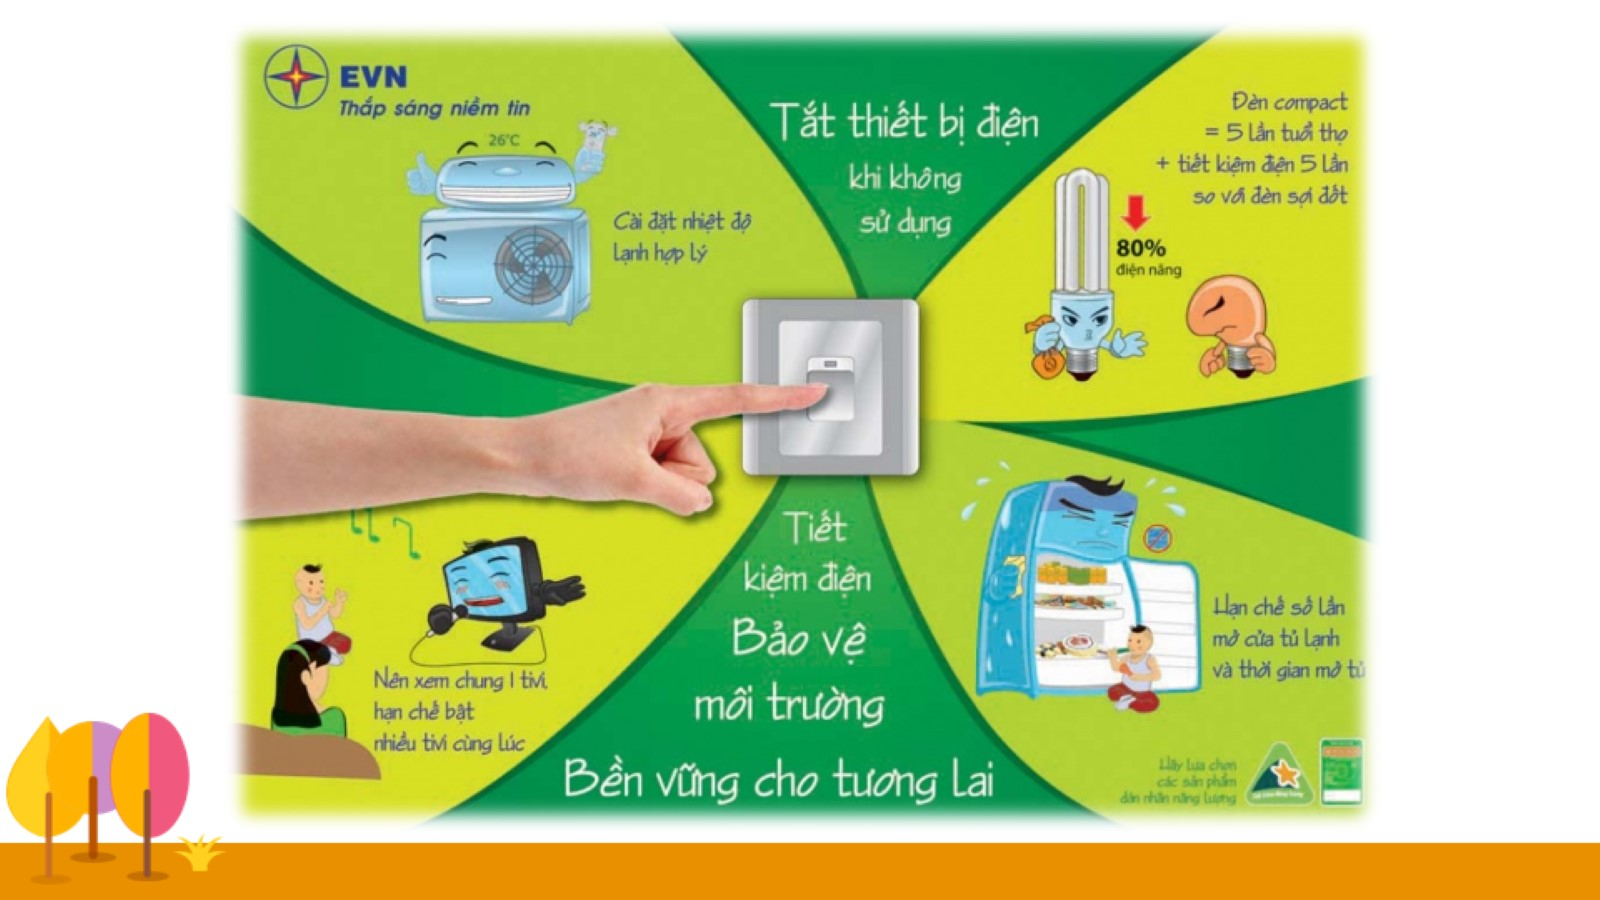 EVN
Thắp sáng niềm tin
26°C
Cài đặt nhiệt độ
lạnh hợp lý
Tắt thiết bị điện
khi không
sử dụng
Đèn compact
= 5 lần tuổi thọ
+ tiết kiệm điện 5 lần
so với đèn sợi đốt
80%
điện năng
Nên xem chung 1 tivi,
hạn chế bật
nhiều tivi cùng lúc
Tiết
kiệm điện
Bảo vệ
môi trường
Bền vững cho tương lai
Hạn chế số lần
mở cửa tủ lạnh
và thời gian mở tủ
Hãy lựa chọn
các sản phẩm
dán nhãn năng lượng